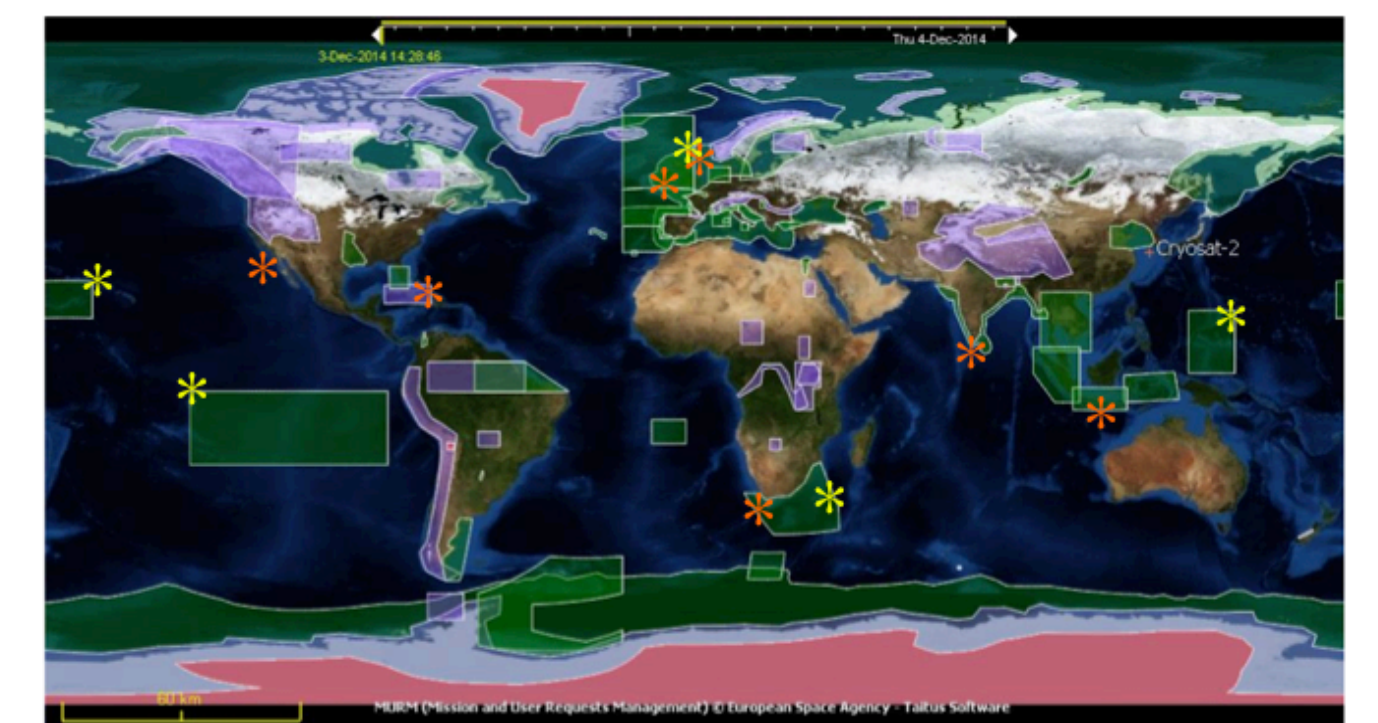 Thu 4-Dec-2014
3-Dec-2014 14:28:46
Cryosat-2
60 km
MURM (Mission and User Requests Management) © European Space Agency - Taitus Software